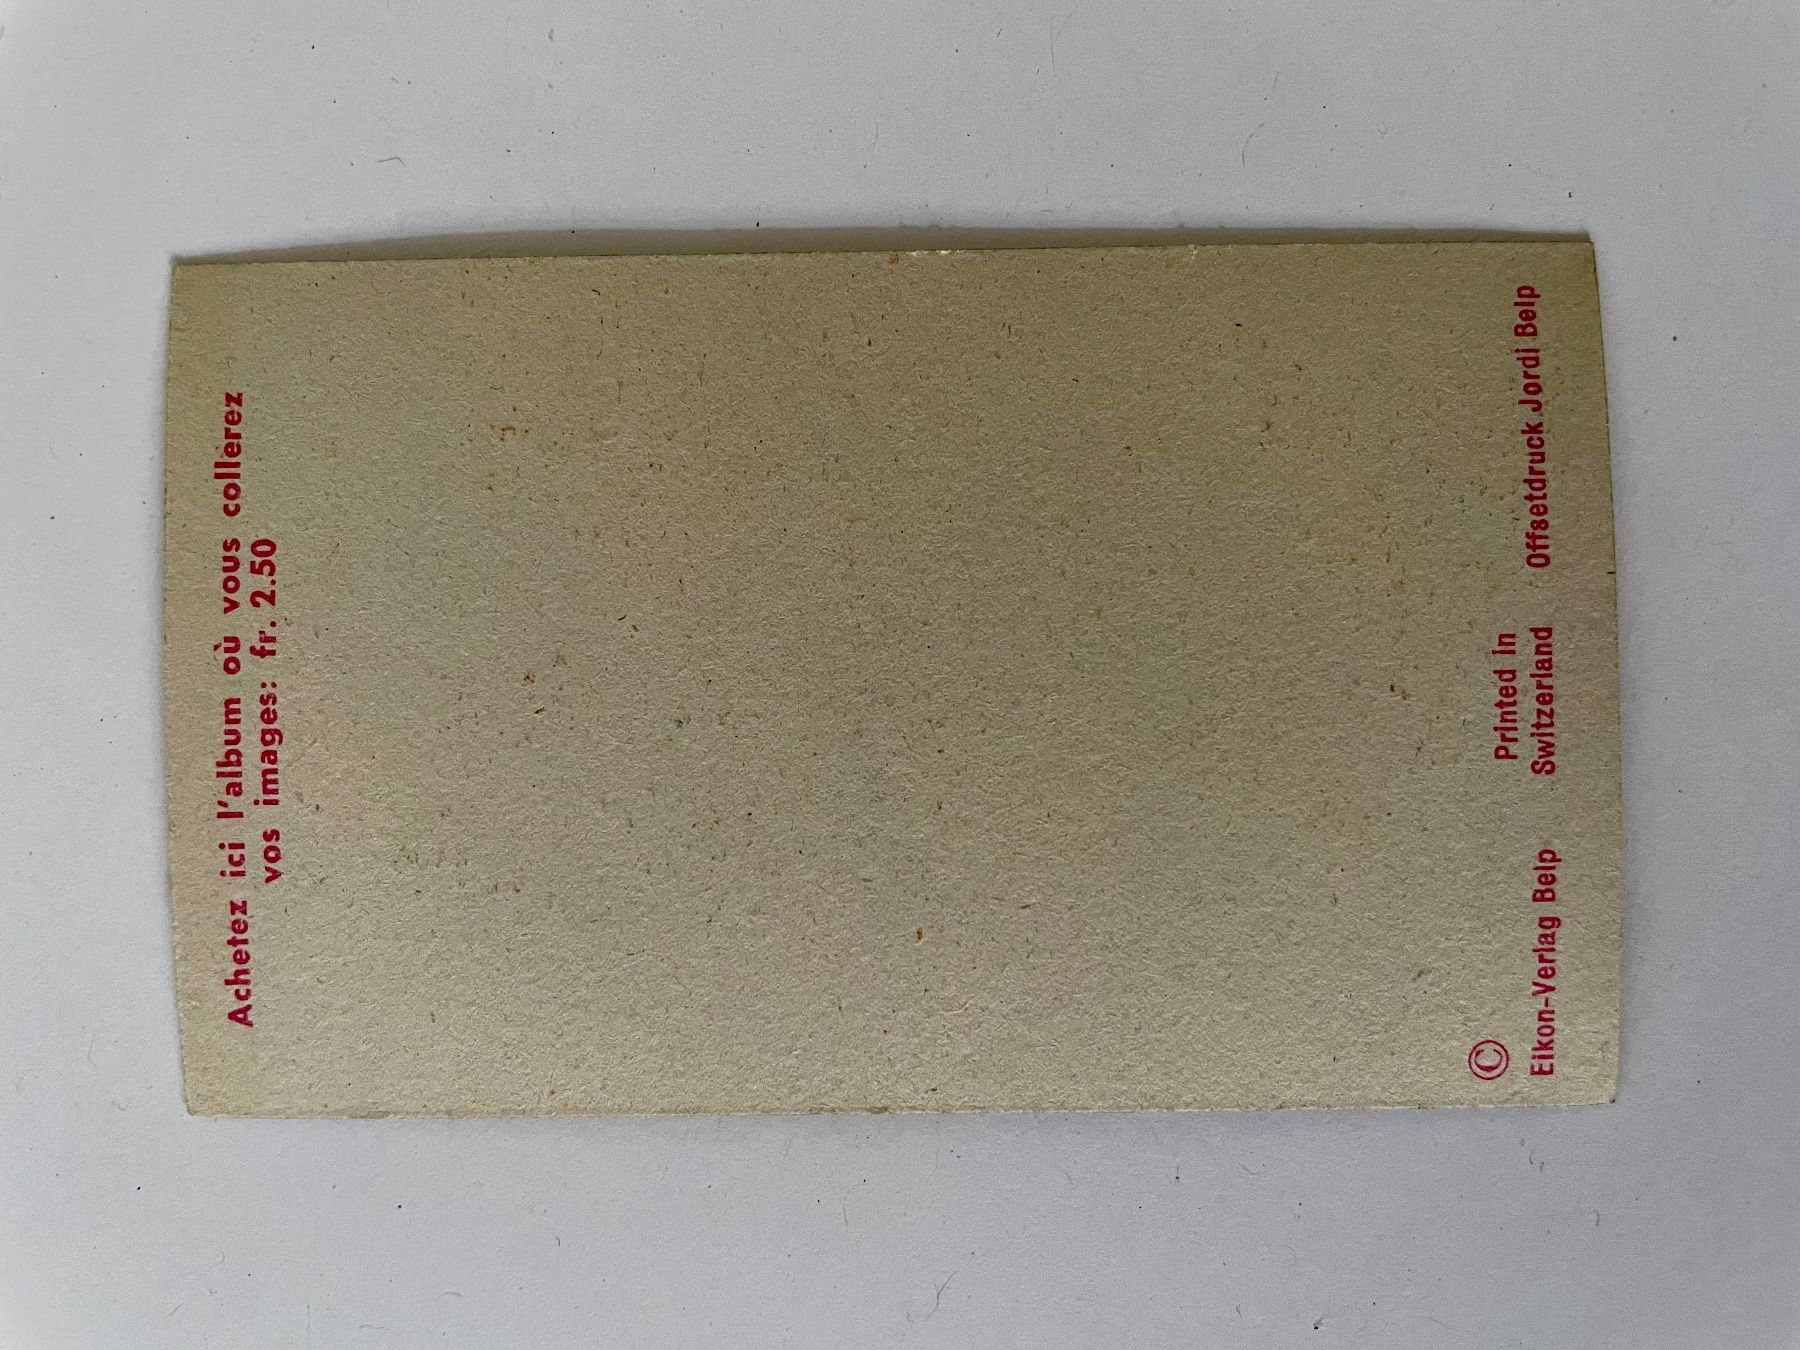 Achetez ici l'album où vous collerez
vos images: fr. 2.50
©
Printed in
Eikon-Verlag Belp Switzerland Offsetdruck Jordi Belp